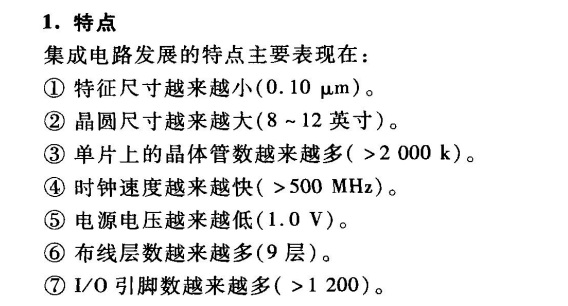 1. 特点
集成电路发展的特点主要表现在：
① 特征尺寸越来越小(0.10 μm)。
② 晶圆尺寸越来越大(8 ~ 12 英寸)。
③ 单片上的晶体管数越来越多( >2 000 k)。
④ 时钟速度越来越快( >500 MHz)。
⑤ 电源电压越来越低(1.0 V)。
⑥ 布线层数越来越多(9 层)。
⑦ I/O 引脚数越来越多( >1 200)。